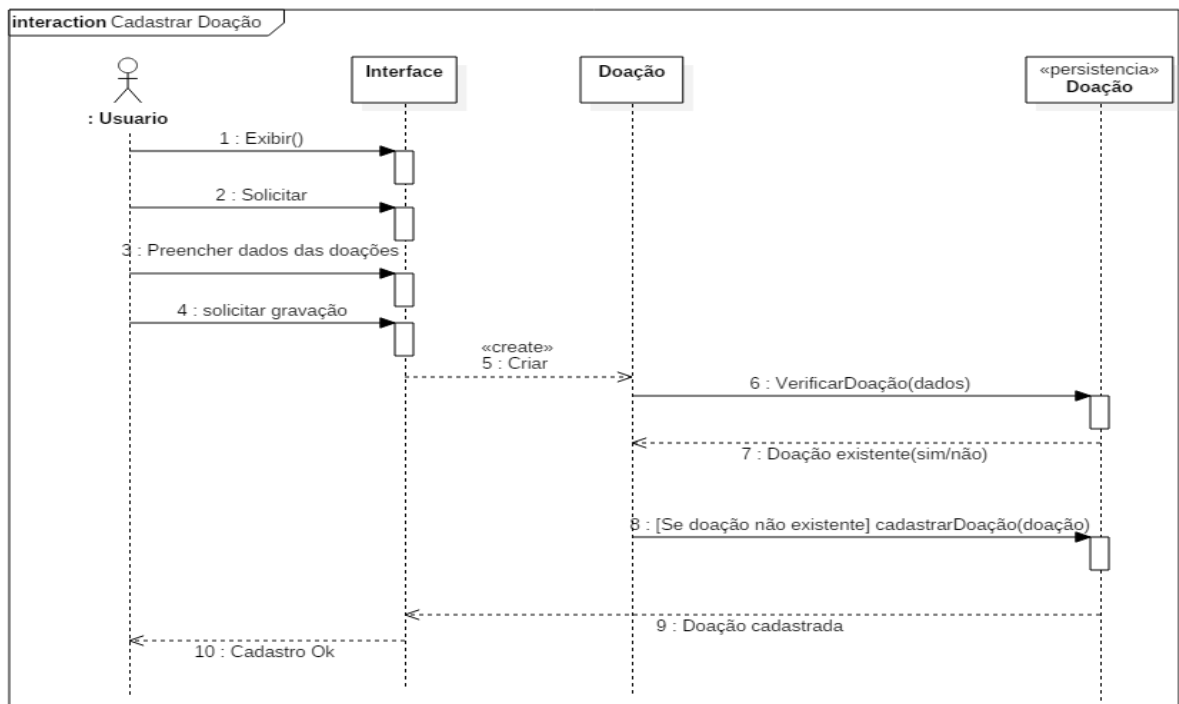 interaction Cadastrar Doação
Interface
Doação
«persistencia»
Doação
: Usuario
1 : Exibir()
2 : Solicitar
3 : Preencher dados das doações
4 : solicitar gravação
«create»
5 : Criar
6 : VerificarDoação(dados)
7 : Doação existente(sim/não)
8 : [Se doação não existente] cadastrarDoação(doação)
9 : Doação cadastrada
10 : Cadastro Ok